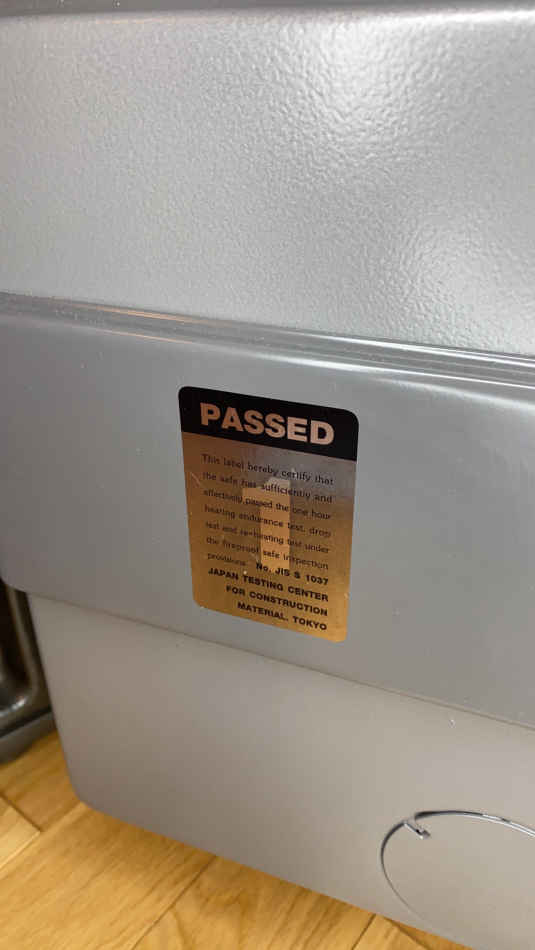 PASSED
This label hereby certify that
the safe has sufficiently and
effectively passed the one hour
heating endurance test, drop
test and re-heating test under
the fireproof safe inspection
provisions. No. JIS S 1037
JAPAN TESTING CENTER
FOR CONSTRUCTION
MATERIAL. TOKYO
1